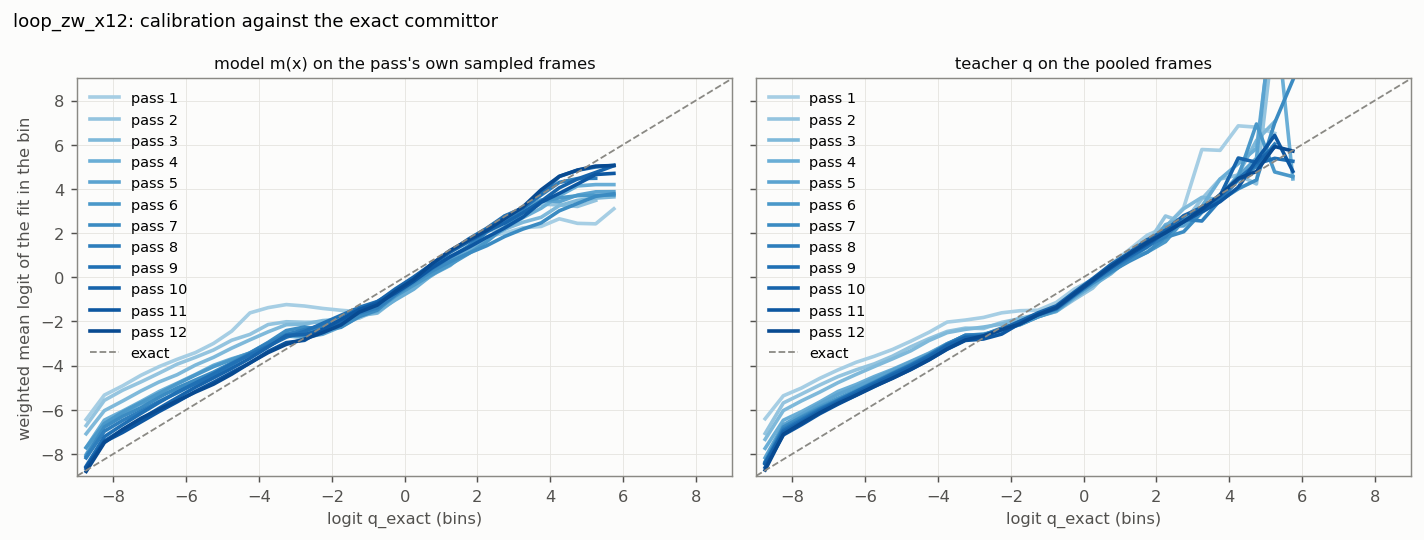 loop_zw_x12: calibration against the exact committor
model m(x) on the pass's own sampled frames
weighted mean logit of the fit in the bin
8
6
4
2
0
−2
−4
−6
−8
pass 1
pass 2
pass 3
pass 4
pass 5
pass 6
pass 7
pass 8
pass 9
pass 10
pass 11
pass 12
exact
−8 −6 −4 −2 0 2 4 6 8
logit q_exact (bins)
teacher q on the pooled frames
pass 1
pass 2
pass 3
pass 4
pass 5
pass 6
pass 7
pass 8
pass 9
pass 10
pass 11
pass 12
exact
−8 −6 −4 −2 0 2 4 6 8
logit q_exact (bins)